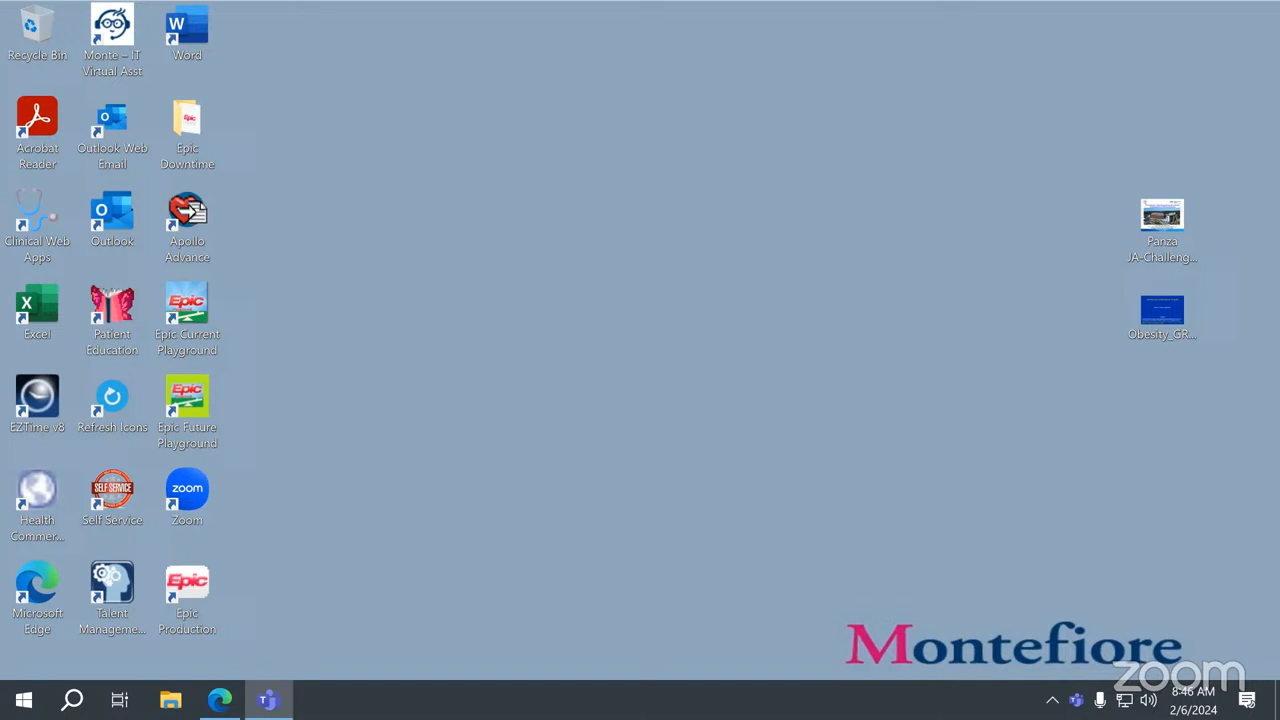 Recycle Bin
Monte – IT
Virtual Asst
Word
Acrobat
Reader
Outlook Web
Email
Epic
Epic
Downtime
Clinical Web
Apps
Outlook
Apollo
Advance
Excel
Patient
Education
Epic
Epic Current
Playground
EZTime v8
Refresh Icons
Epic
Epic Future
Playground
Health
Commer...
SELF SERVICE
Self Service
zoom
Zoom
Microsoft
Edge
Talent
Manageme...
Epic
Epic
Production
Panza
JA-Challeng...
Obesity_GR...
Montefiore
zoom
8:46 AM
2/6/2024